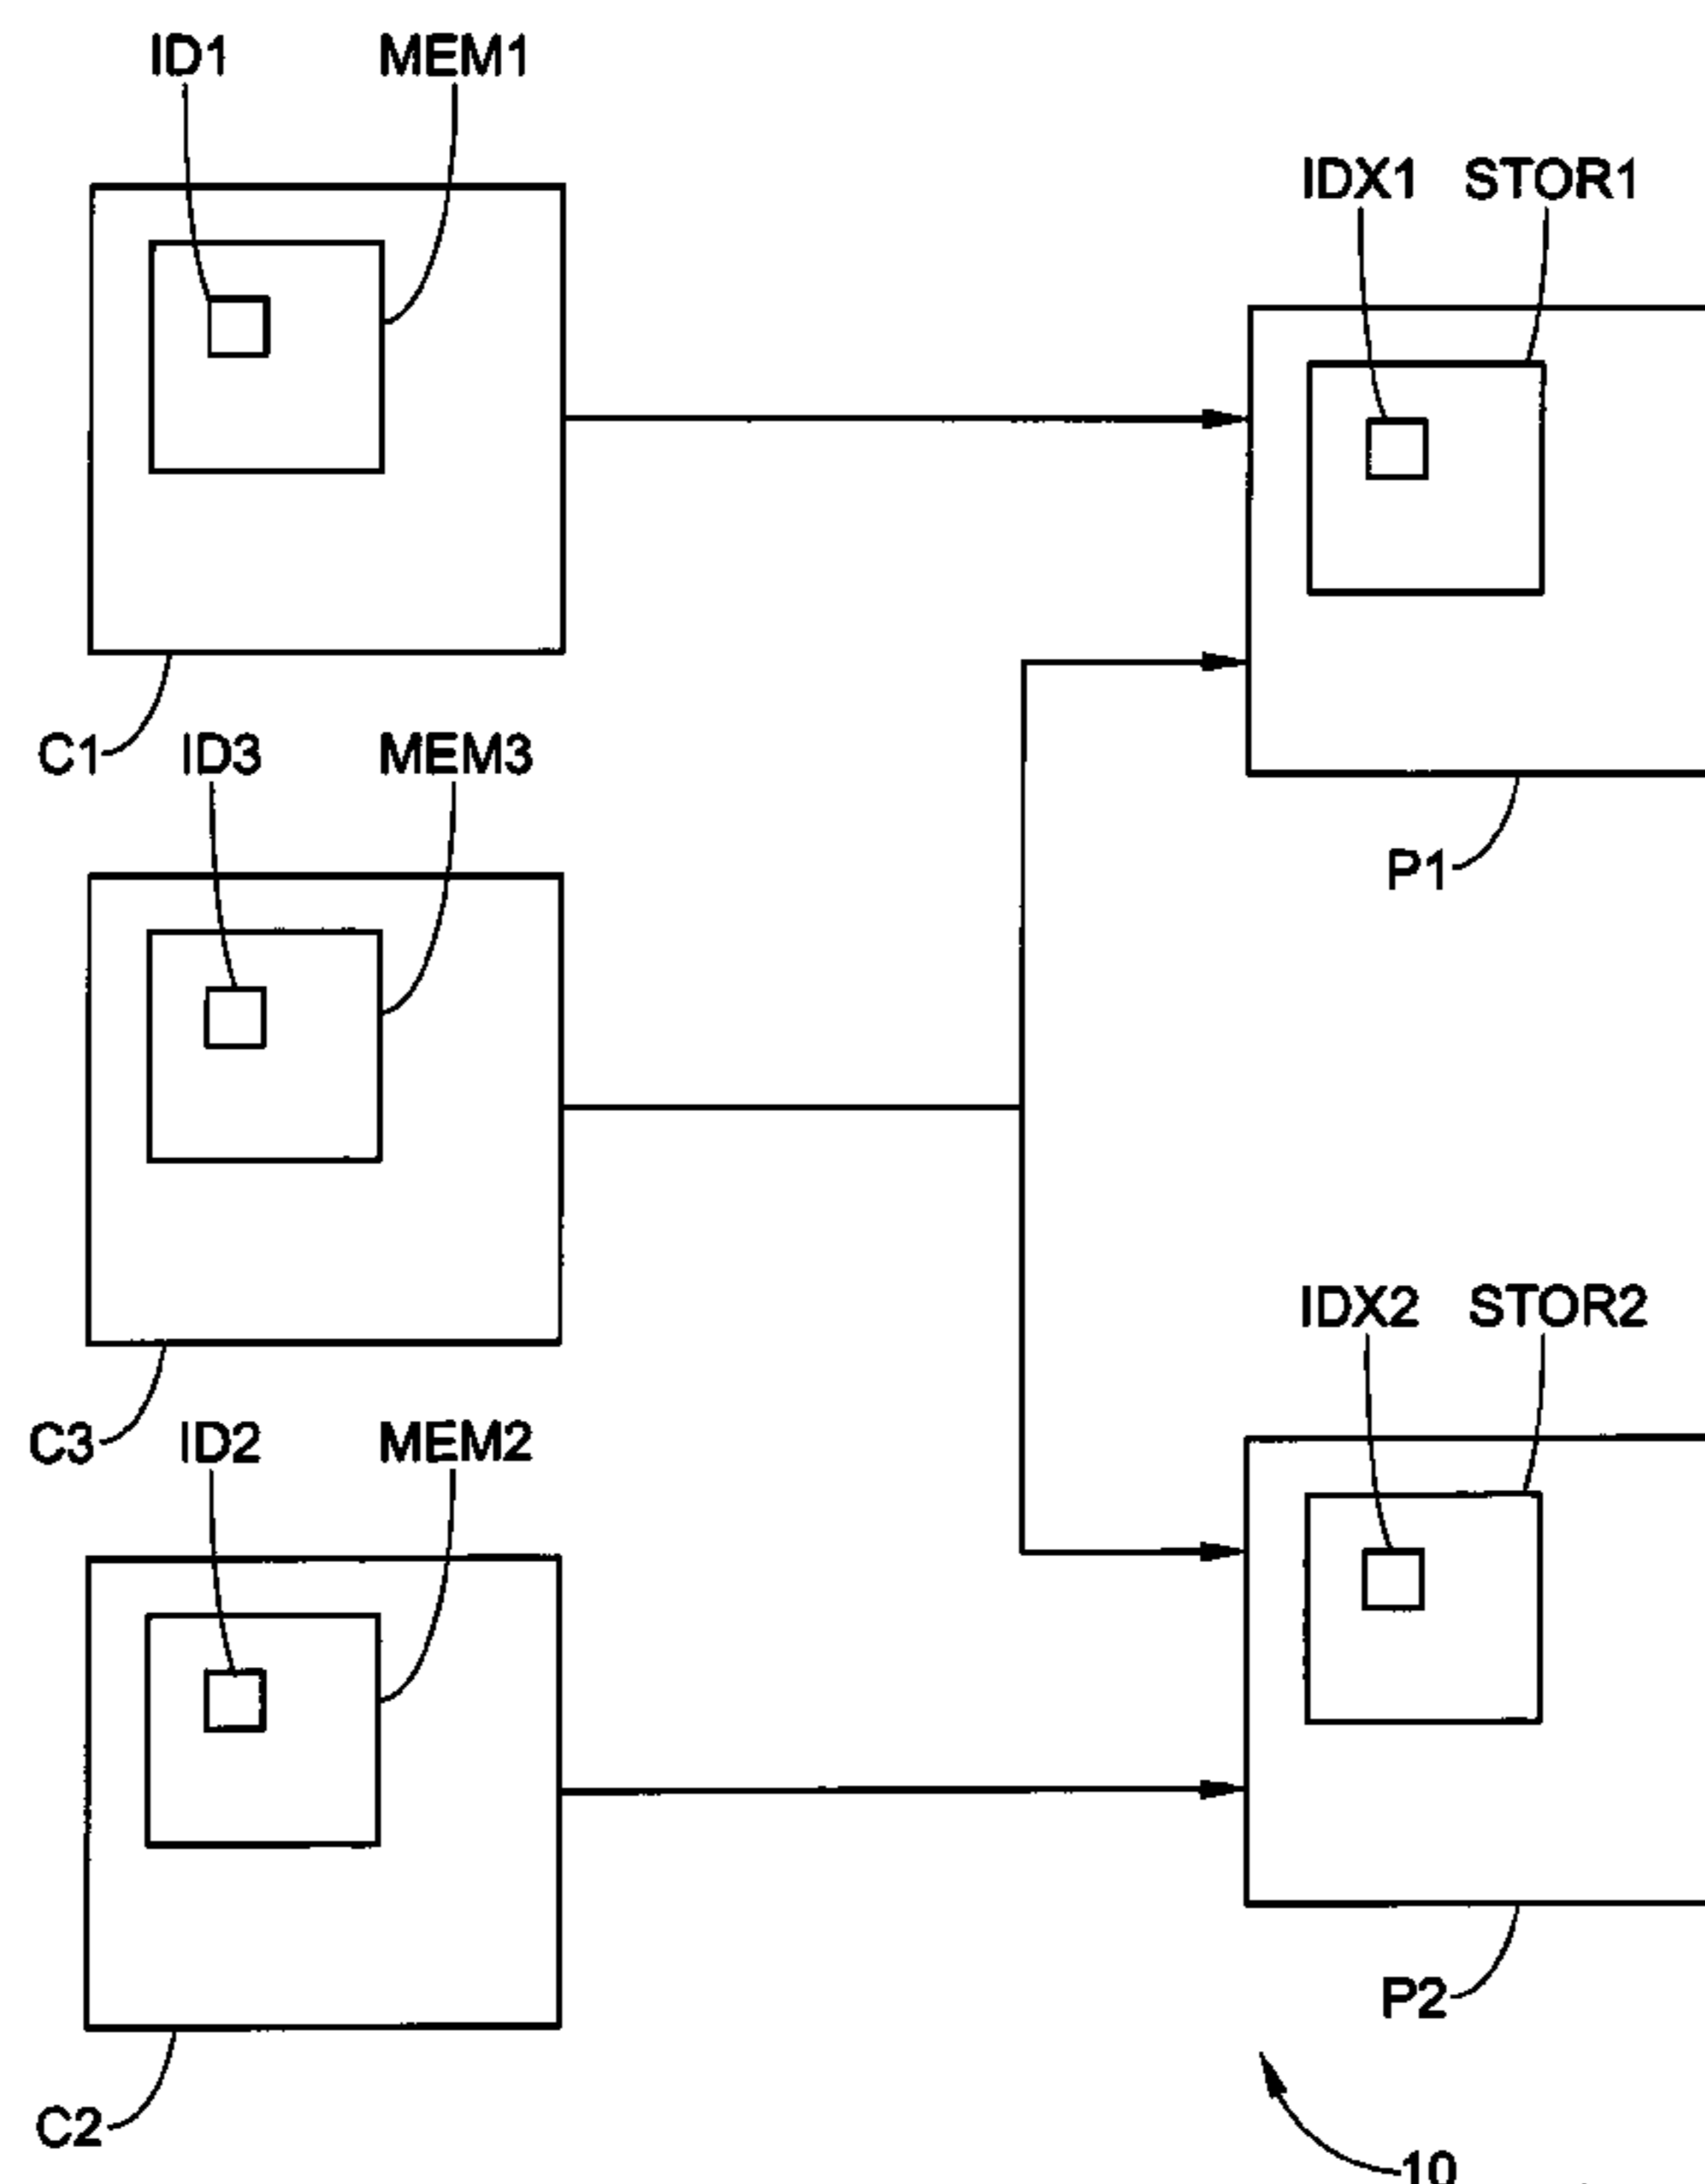 ID1 MEM1
IDX1 STOR1
C1 ID3 MEM3
P1
IDX2 STOR2
C3 ID2 MEM2
P2
C2
10